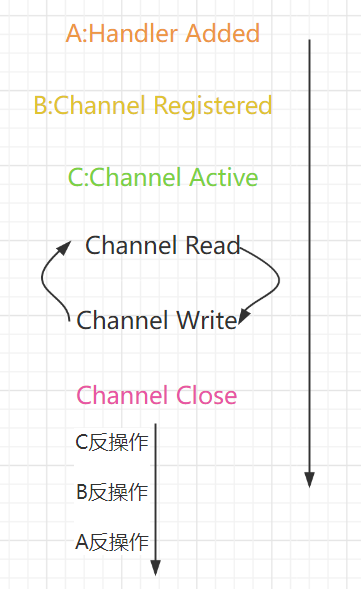 A:Handler Added
B:Channel Registered
C:Channel Active
Channel Read
Channel Write
Channel Close
C反操作
B反操作
A反操作